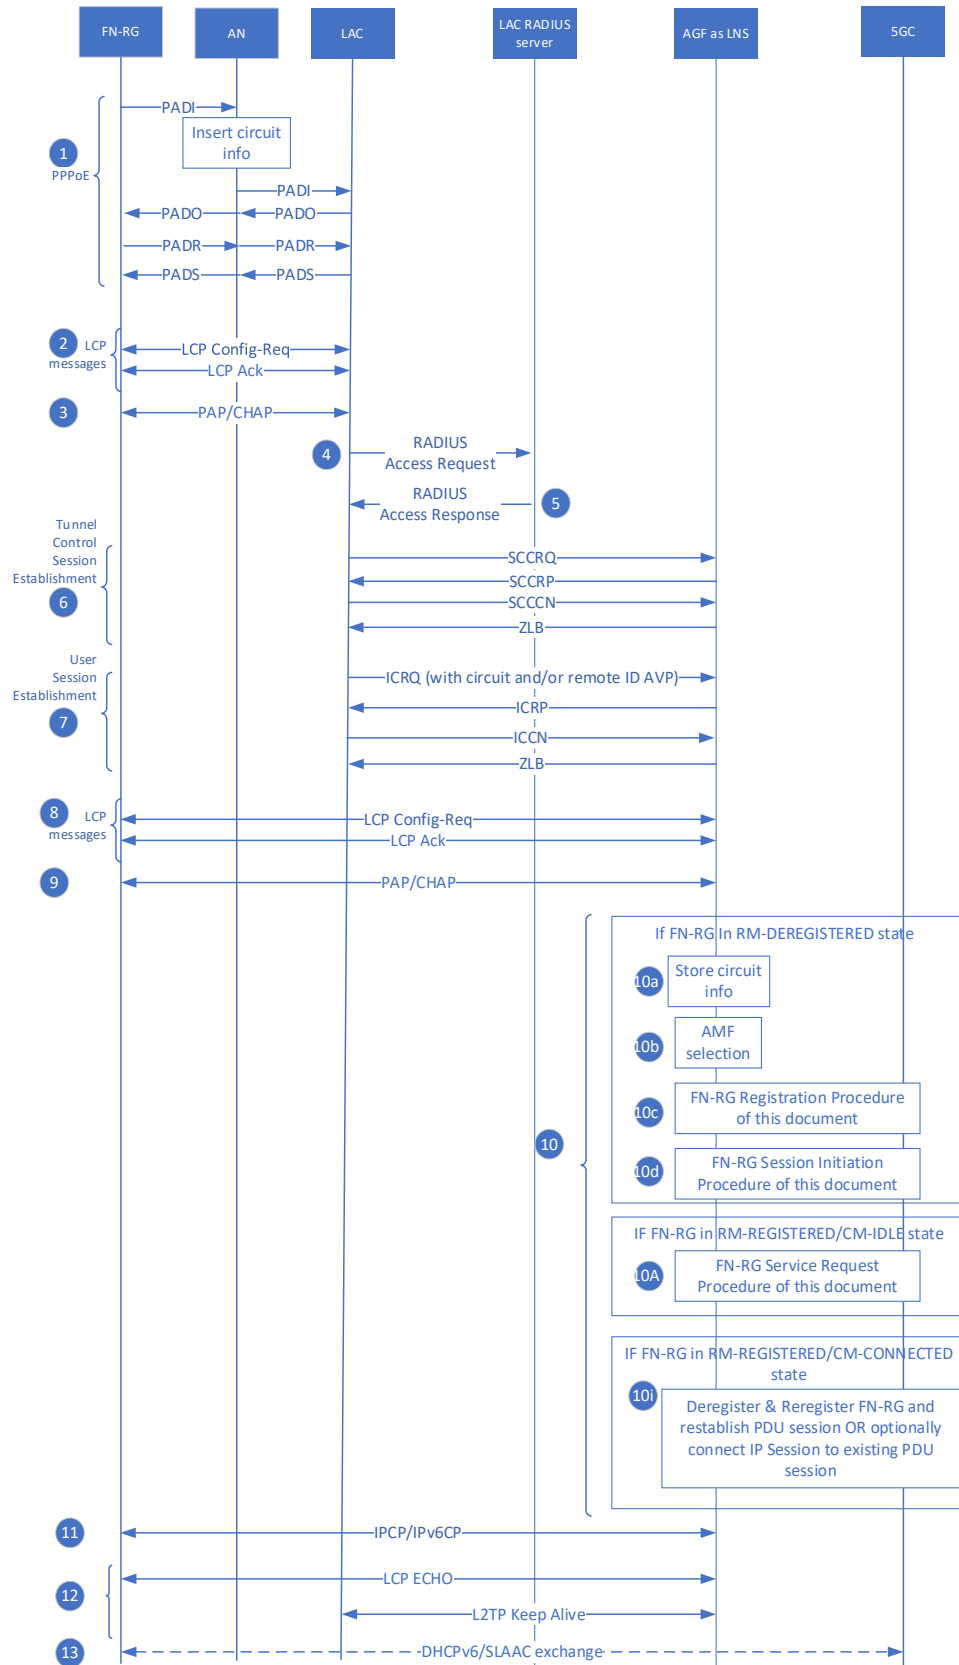 FN-RG
AN
LAC
LAC RADIUS
server
AGF as LNS
5GC
PADI
Insert circuit
info
1
PPPoE
PADI
PADO
PADO
PADR
PADR
PADS
PADS
2
LCP
messages
LCP Config-Req
LCP Ack
3
PAP/CHAP
4
RADIUS
Access Request
RADIUS
Access Response
5
Tunnel
Control
Session
Establishment
6
SCCRQ
SCCRP
SCCCN
ZLB
User
Session
Establishment
7
ICRQ (with circuit and/or remote ID AVP)
ICRP
ICCN
ZLB
8
LCP
messages
LCP Config-Req
LCP Ack
9
PAP/CHAP
10
If FN-RG In RM-DEREGISTERED state
10a
Store circuit
info
10b
AMF
selection
10c
FN-RG Registration Procedure
of this document
10d
FN-RG Session Initiation
Procedure of this document
IF FN-RG in RM-REGISTERED/CM-IDLE state
10A
FN-RG Service Request
Procedure of this document
IF FN-RG in RM-REGISTERED/CM-CONNECTED
state
10i
Deregister & Reregister FN-RG and
restablish PDU session OR optionally
connect IP Session to existing PDU
session
11
IPCP/IPv6CP
12
LCP ECHO
L2TP Keep Alive
13
DHCPv6/SLAAC exchange